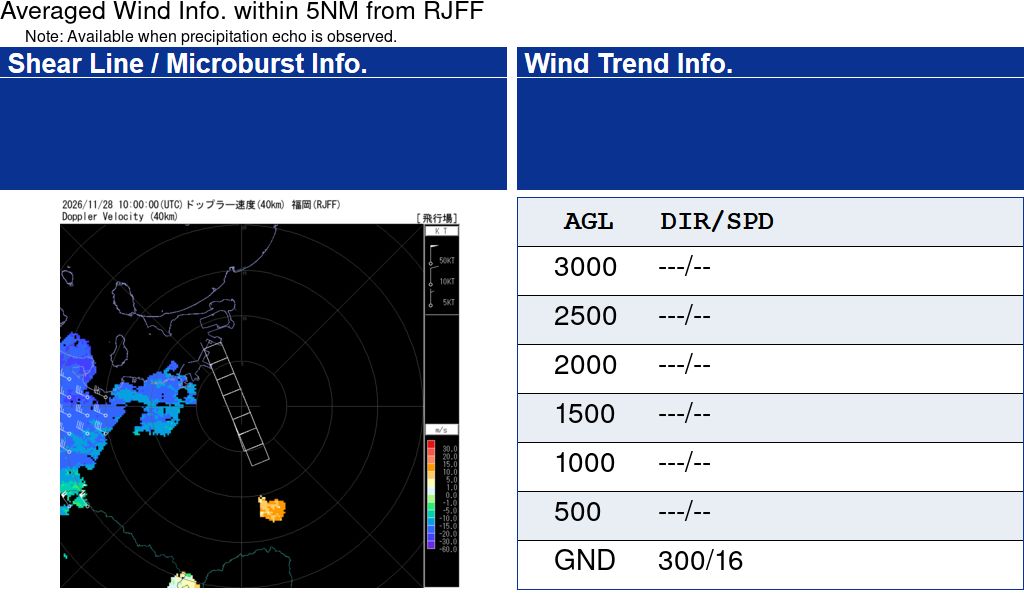 Averaged Wind Info. within 5NM from RJFF
Note: Available when precipitation echo is observed.
Shear Line / Microburst Info.
Wind Trend Info.
2026/11/28 10:00:00(UTC) ドップラー速度(40km) 福岡(RJFF)
Doppler Velocity (40km)
[飛行場]
KT
50KT
10KT
5KT
m/s
30.0
20.0
15.0
10.0
5.0
1.0
0.0
-1.0
-5.0
-10.0
-15.0
-20.0
-30.0
-60.0
AGL DIR/SPD
3000 ---/--
2500 ---/--
2000 ---/--
1500 ---/--
1000 ---/--
500 ---/--
GND 300/16